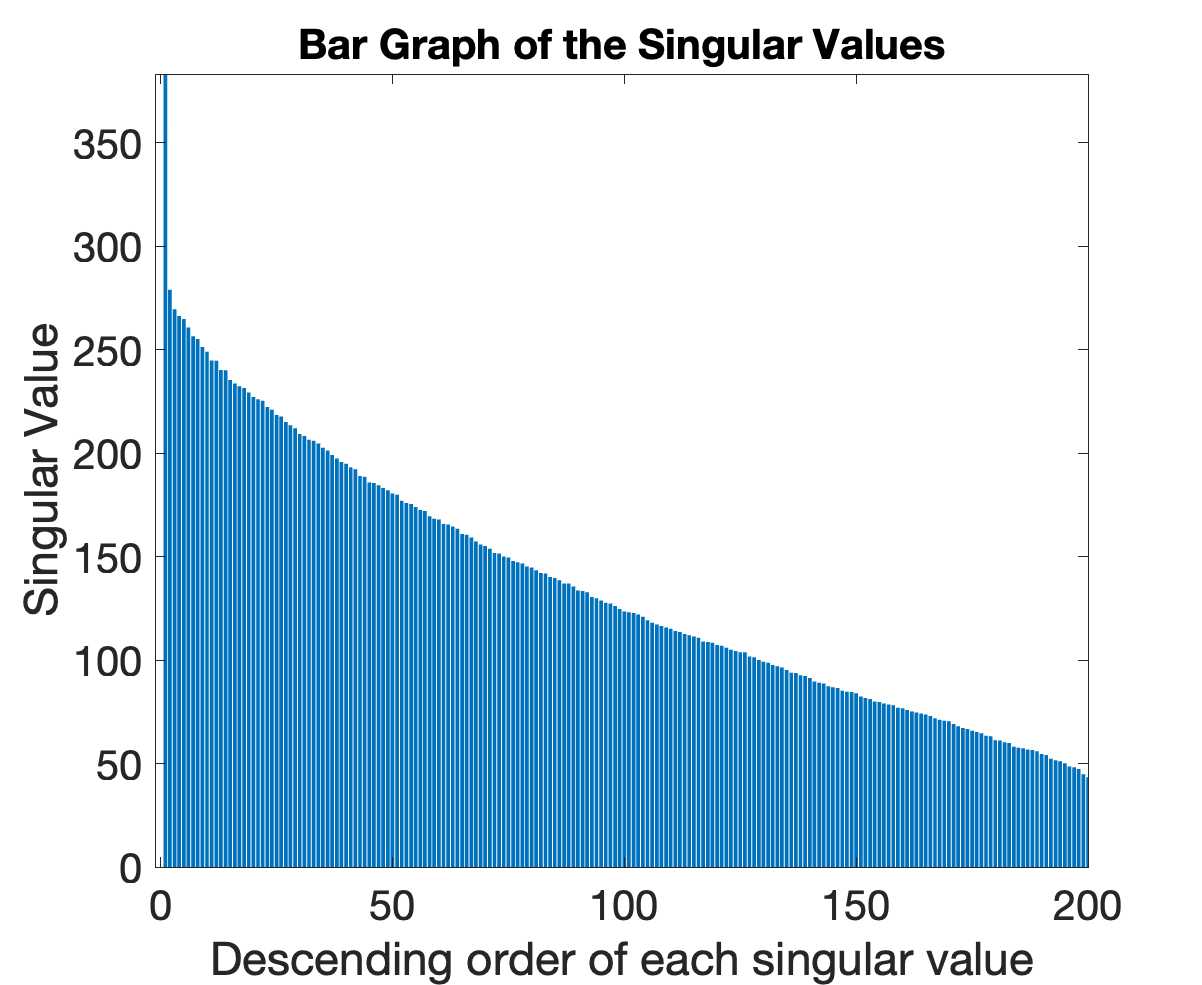 Bar Graph of the Singular Values
350
300
250
200
150
100
50
0
Singular Value
0 50 100 150 200
Descending order of each singular value